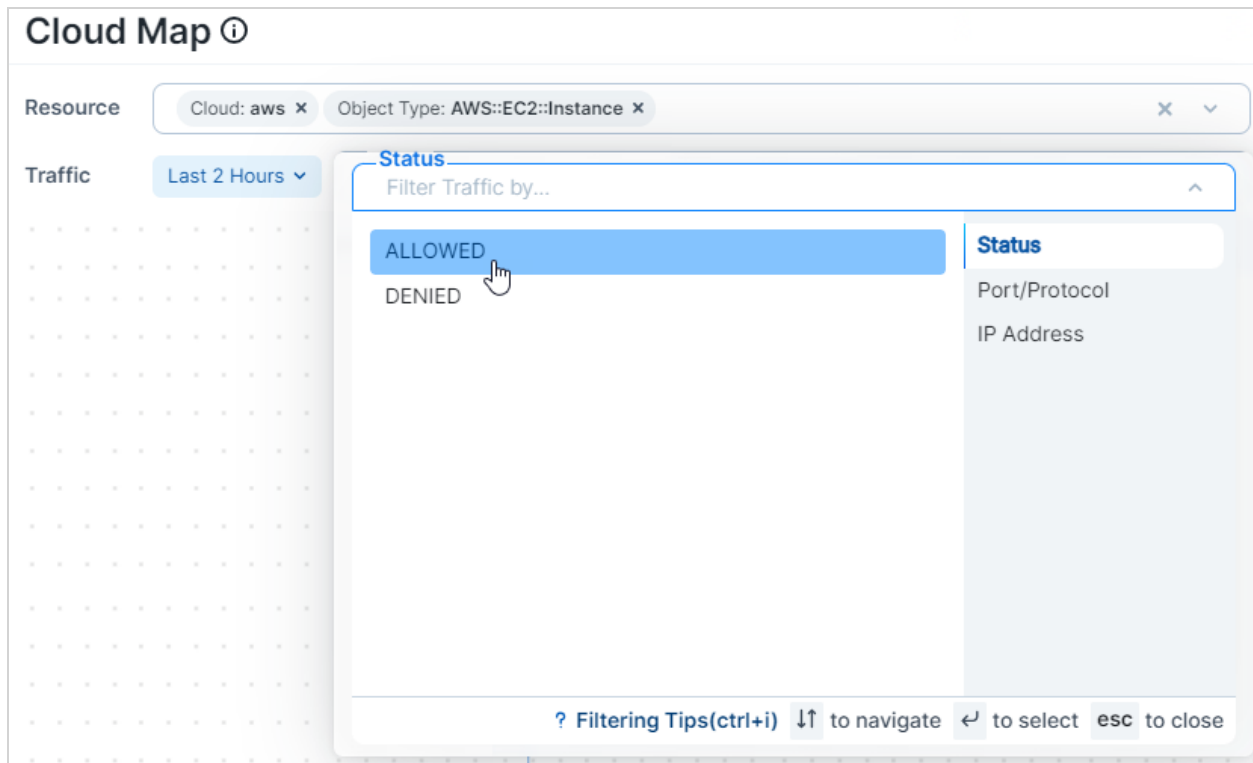 Cloud Map
Resource Cloud: aws × Object Type: AWS::EC2::Instance ×
Traffic Last 2 Hours
Status
Filter Traffic by...
ALLOWED
DENIED
Status
Port/Protocol
IP Address
? Filtering Tips(ctrl+i) ↓↑ to navigate ↵ to select esc to close